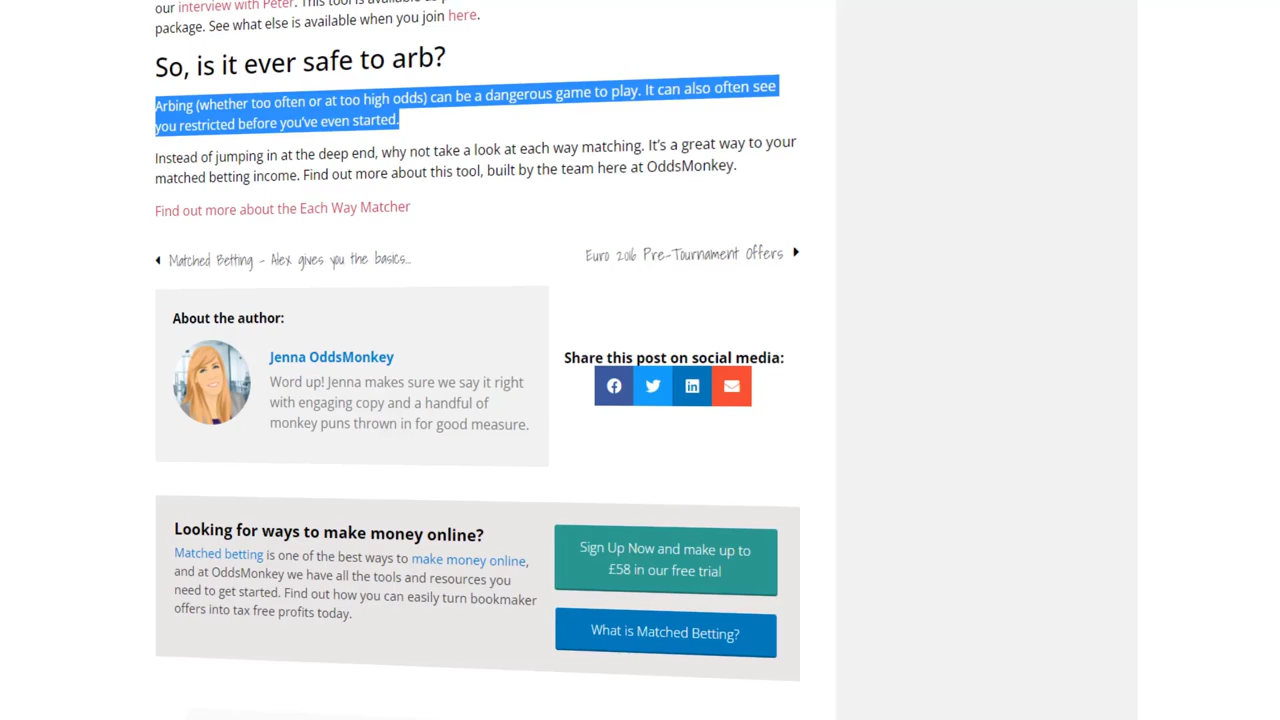 our interview with Peter. This tool is available as p
package. See what else is available when you join here.
So, is it ever safe to arb?
Arbing (whether too often or at too high odds) can be a dangerous game to play. It can also often see
you restricted before you've even started.
Instead of jumping in at the deep end, why not take a look at each way matching. It's a great way to your
matched betting income. Find out more about this tool, built by the team here at OddsMonkey.
Find out more about the Each Way Matcher
Matched Betting – Alex gives you the basics...
Euro 2016 Pre-Tournament Offers
About the author:
Jenna OddsMonkey
Word up! Jenna makes sure we say it right
with engaging copy and a handful of
monkey puns thrown in for good measure.
Share this post on social media:
Looking for ways to make money online?
Matched betting is one of the best ways to make money online,
and at OddsMonkey we have all the tools and resources you
need to get started. Find out how you can easily turn bookmaker
offers into tax free profits today.
Sign Up Now and make up to
£58 in our free trial
What is Matched Betting?